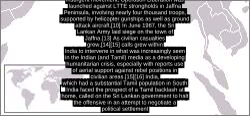 launched against LTTE strongholds in Jaffna
Peninsula, involving nearly four thousand troops,
supported by helicopter gunships as well as ground
attack aircraft.[10] In June 1987, the Sri
Lankan Army laid siege on the town of
Jaffna.[13] As civilian casualties
grew,[14][15] calls grew within
India to intervene in what was increasingly seen
in the Indian (and Tamil) media as a developing
humanitarian crisis, especially with reports use
of aerial support against rebel positions in
civilian areas.[15][16] India,
which had a substantial Tamil population in South
India faced the prospect of a Tamil backlash at
home, called on the Sri Lankan government to halt
the offensive in an attempt to negotiate a
political settlement.